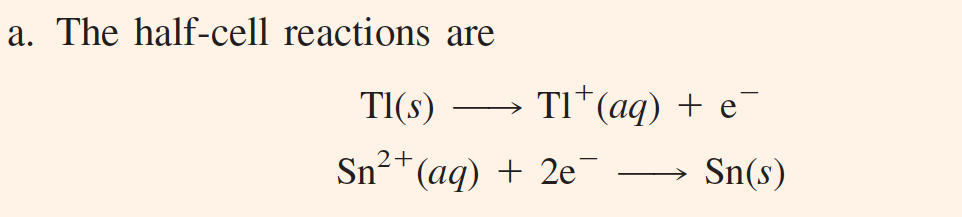 a. The half-cell reactions are
Tl(s) ⟶ Tl⁺(aq) + e⁻
Sn²⁺(aq) + 2e⁻ ⟶ Sn(s)